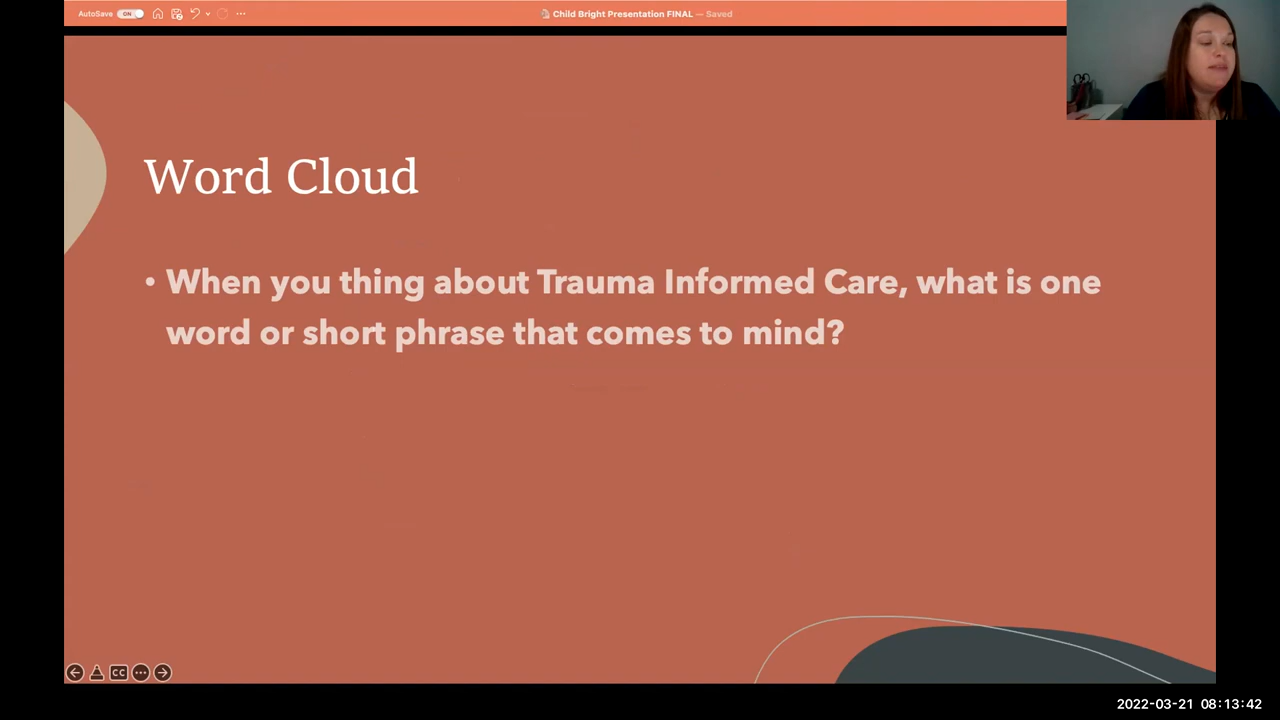 AutoSave ON
Child Bright Presentation FINAL — Saved
Word Cloud
• When you thing about Trauma Informed Care, what is one
word or short phrase that comes to mind?
CC
2022-03-21 08:13:42